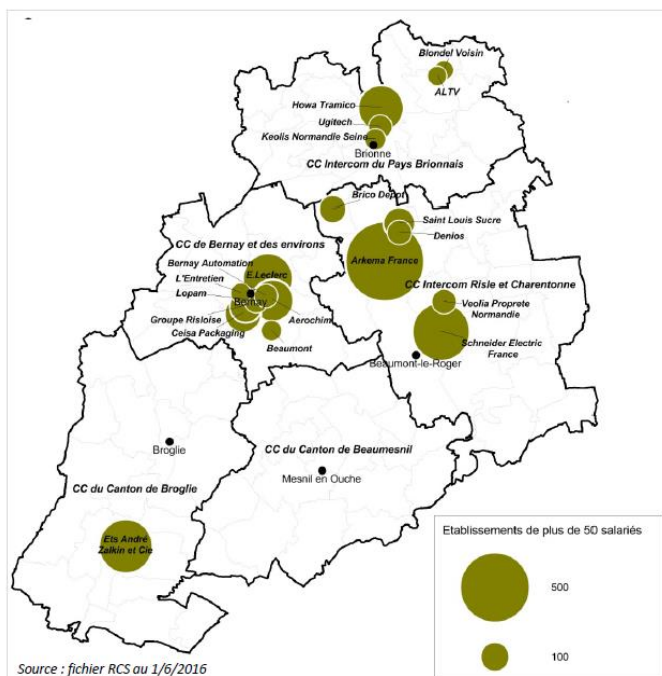 Blondel Voisin
ALTV
Howa Tramico
Ugitech
Keolis Normandie Seine
Brionne
CC Intercom du Pays Brionnais
Brico Depot
Saint Louis Sucre
Denios
CC de Bernay et des environs
Arkema France
Bernay Automation
E.Leclerc
L'Entretien
CC Intercom Risle et Charentonne
Lopam
Bernay
Veolia Proprete
Normandie
Groupe Risloise
Aerochim
Ceisa Packaging
Schneider Electric
France
Beaumont
Beaumont-le-Roger
Broglie
CC du Canton de Beaumesnil
Mesnil en Ouche
CC du Canton de Broglie
Ets André
Zalkin et Cie
Etablissements de plus de 50 salariés
500
100
Source : fichier RCS au 1/6/2016